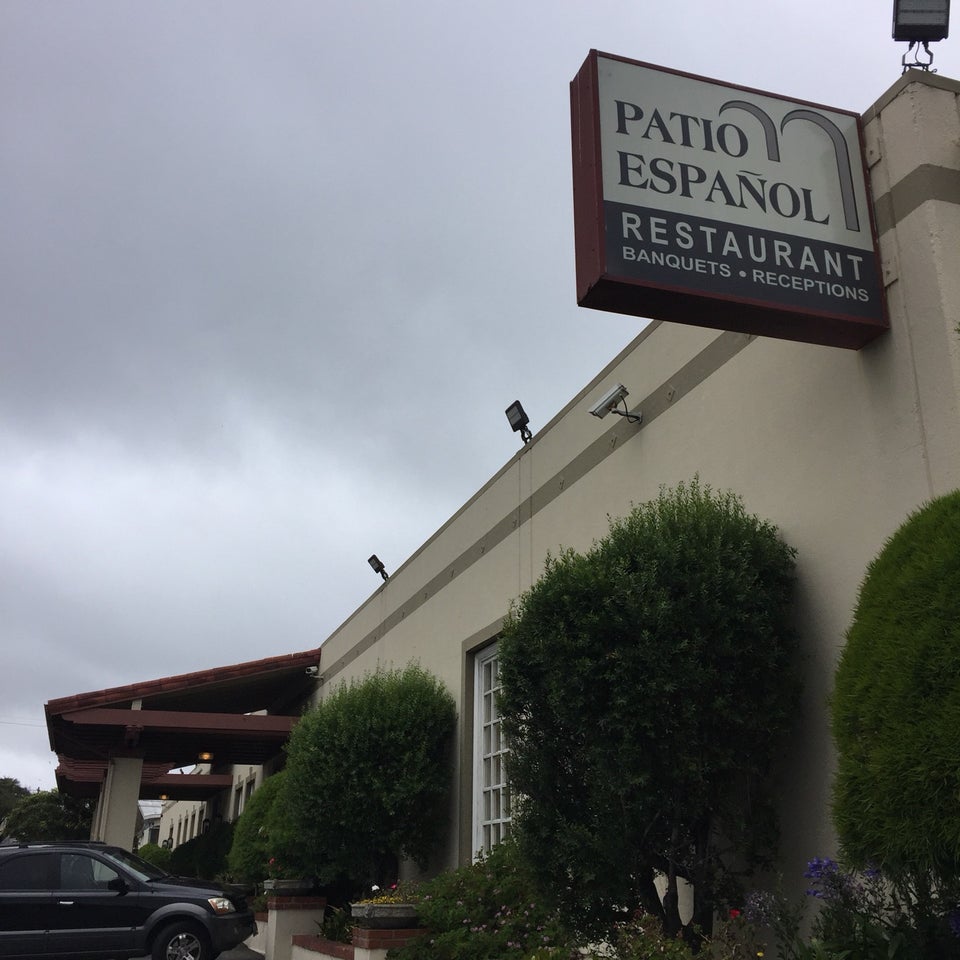 PATIO
ESPAÑOL
RESTAURANT
BANQUETS • RECEPTIONS